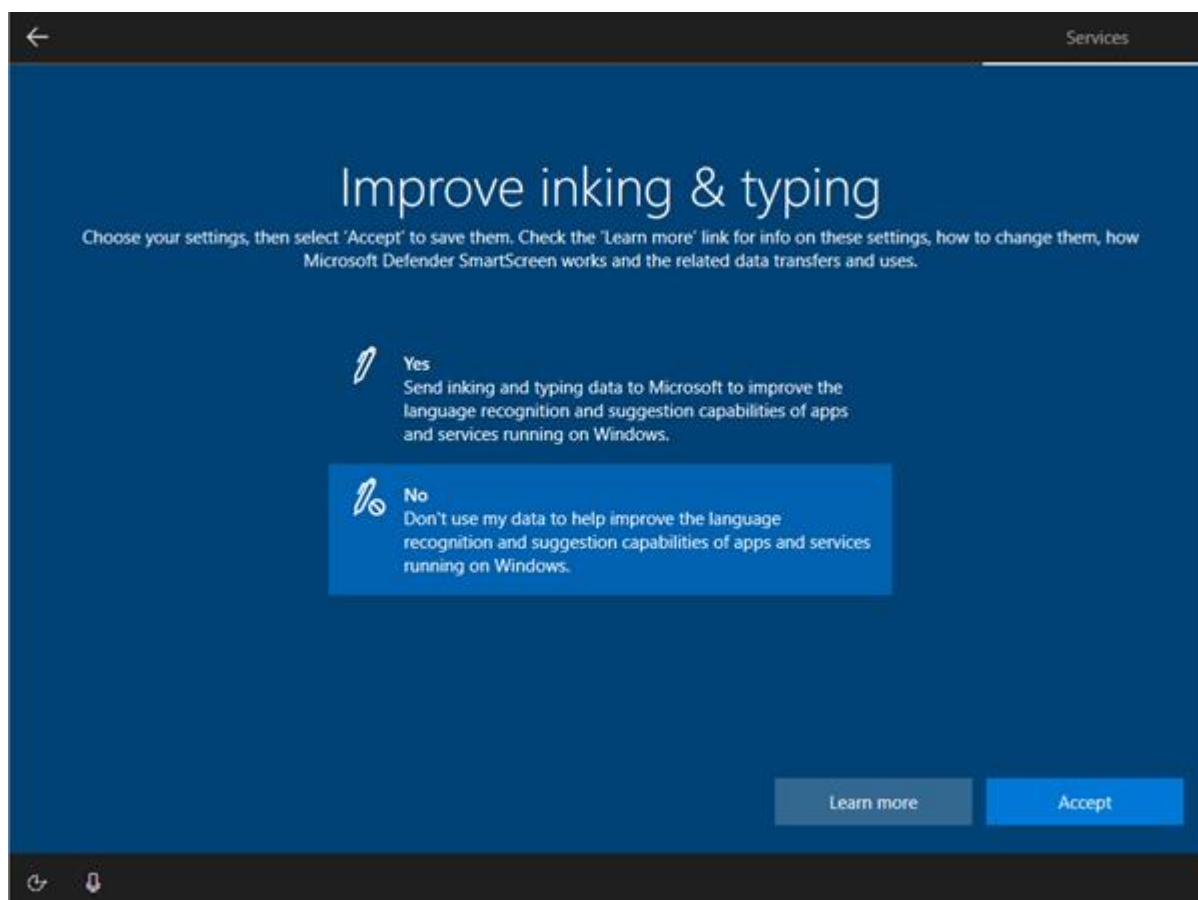 Services
Improve inking & typing
Choose your settings, then select 'Accept' to save them. Check the 'Learn more' link for info on these settings, how to change them, how
Microsoft Defender SmartScreen works and the related data transfers and uses.
Yes
Send inking and typing data to Microsoft to improve the
language recognition and suggestion capabilities of apps
and services running on Windows.
No
Don't use my data to help improve the language
recognition and suggestion capabilities of apps and services
running on Windows.
Learn more
Accept